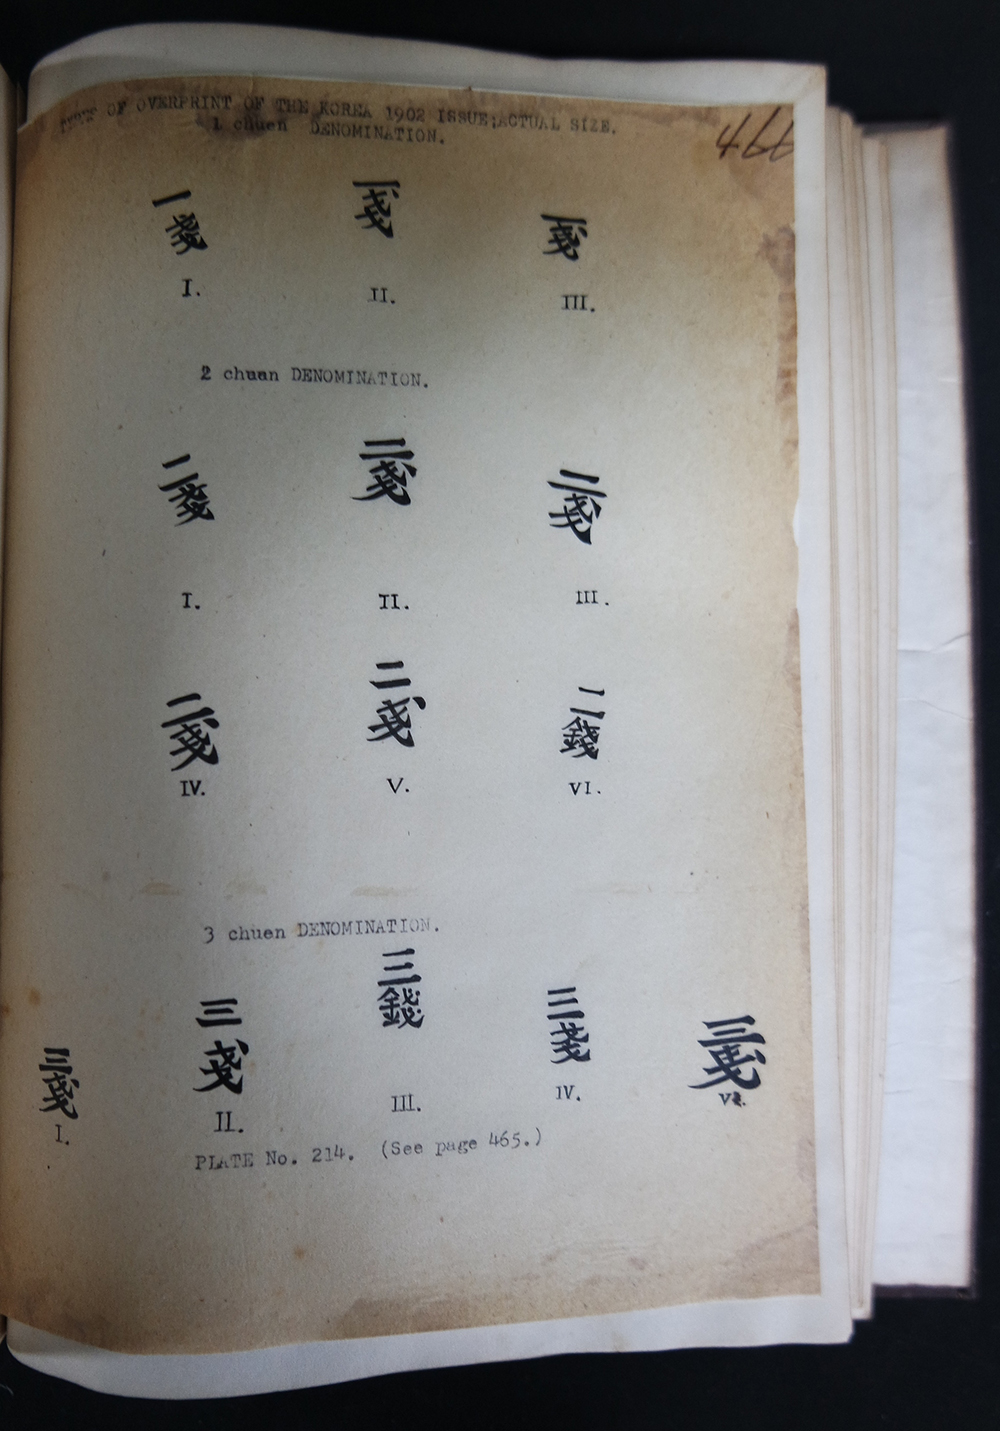 TYPE OF OVERPRINT OF THE KOREA 1902 ISSUE;ACTUAL SIZE.
466
1 chuen DENOMINATION.
一戔 一戔 一戔
I. II. III.
2 chuan DENOMINATION.
二戔 二戔 二戔
I. II. III.
二戔 二戔 二錢
IV. V. VI.
3 chuen DENOMINATION.
三戔 三戔 三錢 三戔 三戔
I. II. III. IV. V.
PLATE No. 214. (See page 465.)